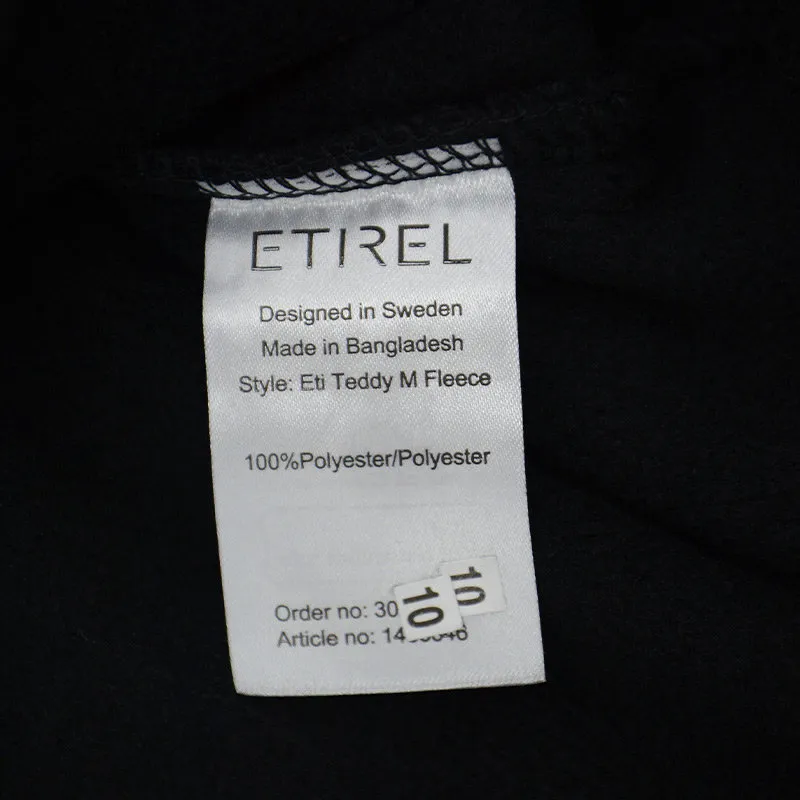 ETIREL
Designed in Sweden
Made in Bangladesh
Style: Eti Teddy M Fleece
100%Polyester/Polyester
10
10
Order no: 30
Article no: